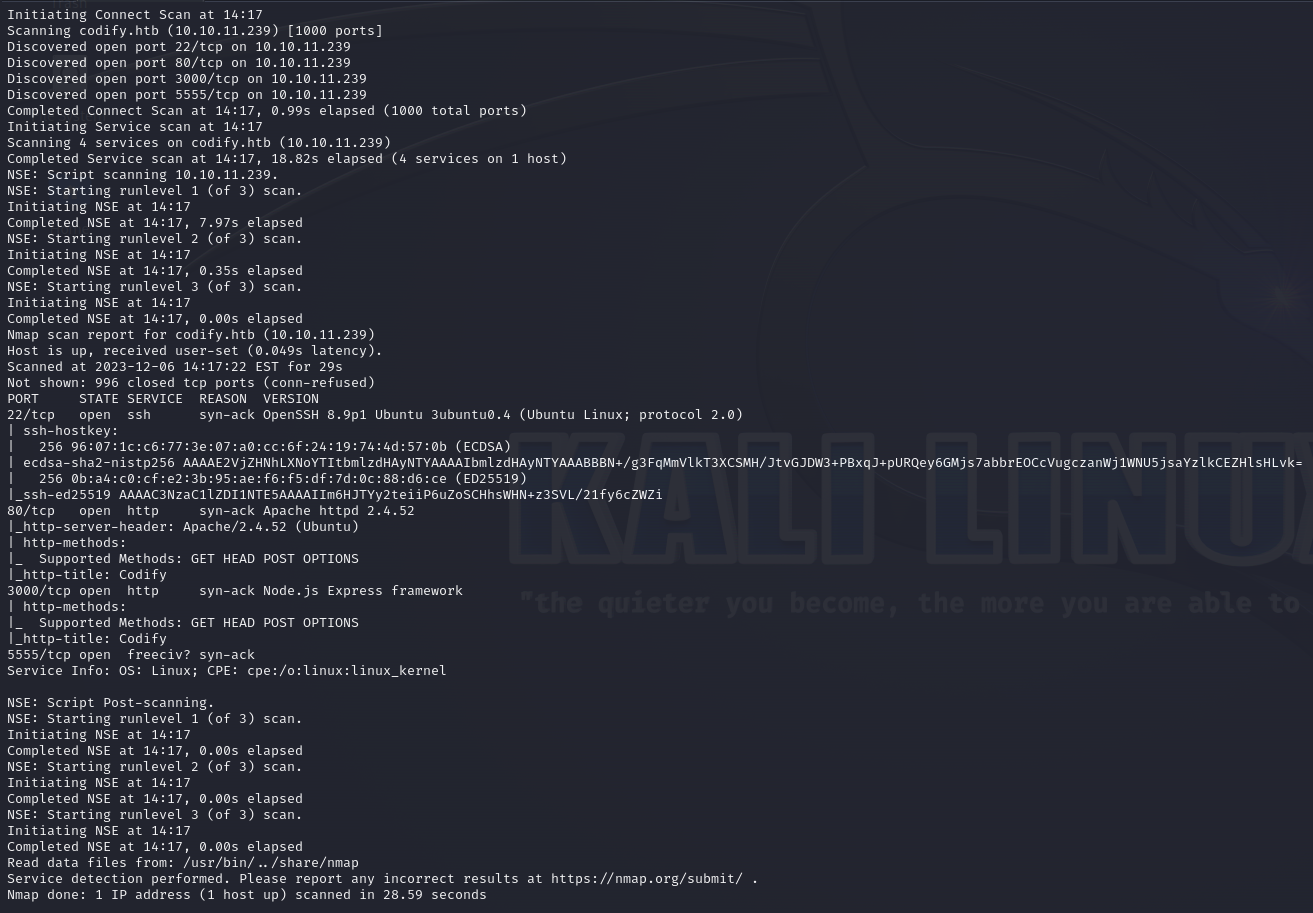 Initiating Connect Scan at 14:17
Scanning codify.htb (10.10.11.239) [1000 ports]
Discovered open port 22/tcp on 10.10.11.239
Discovered open port 80/tcp on 10.10.11.239
Discovered open port 3000/tcp on 10.10.11.239
Discovered open port 5555/tcp on 10.10.11.239
Completed Connect Scan at 14:17, 0.99s elapsed (1000 total ports)
Initiating Service scan at 14:17
Scanning 4 services on codify.htb (10.10.11.239)
Completed Service scan at 14:17, 18.82s elapsed (4 services on 1 host)
NSE: Script scanning 10.10.11.239.
NSE: Starting runlevel 1 (of 3) scan.
Initiating NSE at 14:17
Completed NSE at 14:17, 7.97s elapsed
NSE: Starting runlevel 2 (of 3) scan.
Initiating NSE at 14:17
Completed NSE at 14:17, 0.35s elapsed
NSE: Starting runlevel 3 (of 3) scan.
Initiating NSE at 14:17
Completed NSE at 14:17, 0.00s elapsed
Nmap scan report for codify.htb (10.10.11.239)
Host is up, received user-set (0.049s latency).
Scanned at 2023-12-06 14:17:22 EST for 29s
Not shown: 996 closed tcp ports (conn-refused)
PORT     STATE SERVICE  REASON  VERSION
22/tcp   open  ssh      syn-ack OpenSSH 8.9p1 Ubuntu 3ubuntu0.4 (Ubuntu Linux; protocol 2.0)
| ssh-hostkey:
|   256 96:07:1c:c6:77:3e:07:a0:cc:6f:24:19:74:4d:57:0b (ECDSA)
| ecdsa-sha2-nistp256 AAAAE2VjZHNhLXNoYTItbmlzdHAyNTYAAAAIbmlzdHAyNTYAAABBBN+/g3FqMmVlkT3XCSMH/JtvGJDW3+PBxqJ+pURQey6GMjs7abbrEOCcVugczanWj1WNU5jsaYzlkCEZHlsHLvk=
|   256 0b:a4:c0:cf:e2:3b:95:ae:f6:f5:df:7d:0c:88:d6:ce (ED25519)
|_ssh-ed25519 AAAAC3NzaC1lZDI1NTE5AAAAIIm6HJTYy2teiiP6uZoSCHhsWHN+z3SVL/21fy6cZWZi
80/tcp   open  http     syn-ack Apache httpd 2.4.52
|_http-server-header: Apache/2.4.52 (Ubuntu)
| http-methods:
|_  Supported Methods: GET HEAD POST OPTIONS
|_http-title: Codify
3000/tcp open  http     syn-ack Node.js Express framework
| http-methods:
|_  Supported Methods: GET HEAD POST OPTIONS
|_http-title: Codify
5555/tcp open  freeciv? syn-ack
Service Info: OS: Linux; CPE: cpe:/o:linux:linux_kernel
NSE: Script Post-scanning.
NSE: Starting runlevel 1 (of 3) scan.
Initiating NSE at 14:17
Completed NSE at 14:17, 0.00s elapsed
NSE: Starting runlevel 2 (of 3) scan.
Initiating NSE at 14:17
Completed NSE at 14:17, 0.00s elapsed
NSE: Starting runlevel 3 (of 3) scan.
Initiating NSE at 14:17
Completed NSE at 14:17, 0.00s elapsed
Read data files from: /usr/bin/../share/nmap
Service detection performed. Please report any incorrect results at https://nmap.org/submit/ .
Nmap done: 1 IP address (1 host up) scanned in 28.59 seconds
KALI LINU
"the quieter you become, the more you are able to